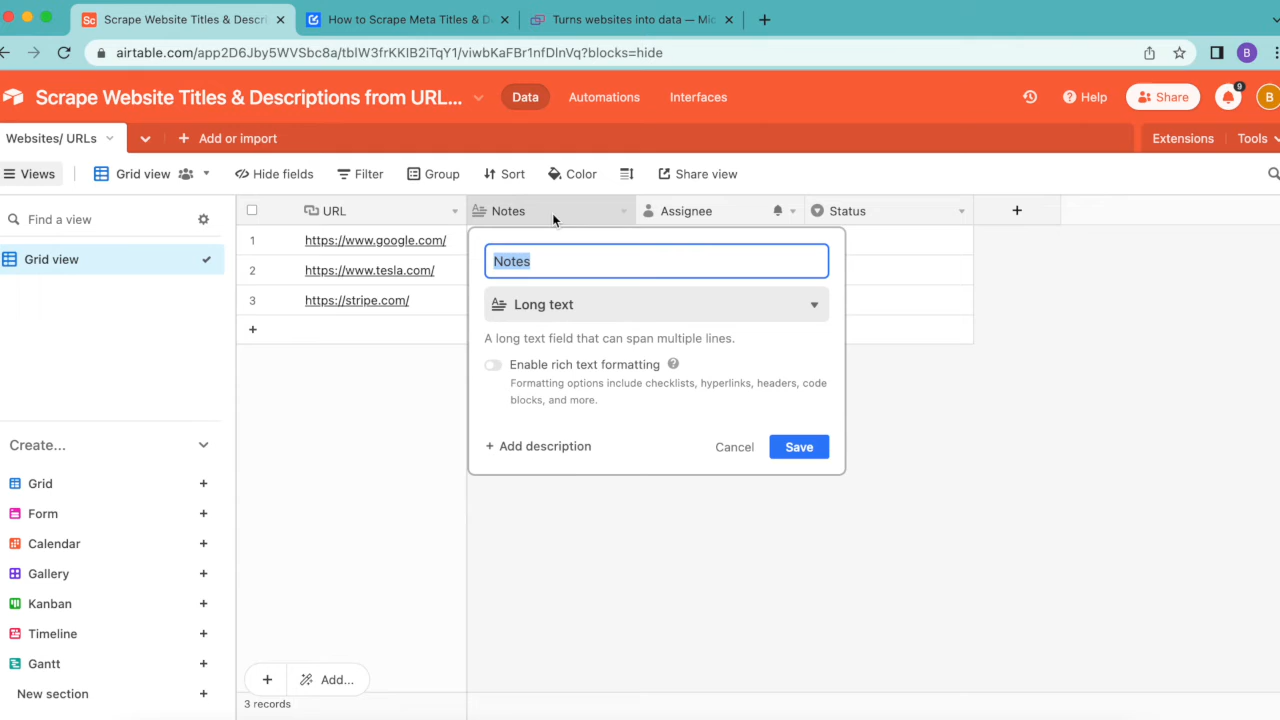 Sc Scrape Website Titles & Descri
How to Scrape Meta Titles & D
Turns websites into data — Mic
airtable.com/app2D6Jby5WVSbc8a/tblW3frKKIB2iTqY1/viwbKaFBr1nfDlnVq?blocks=hide
B
Scrape Website Titles & Descriptions from URL...
Data
Automations
Interfaces
Help
Share
9
B
Websites/ URLs
Add or import
Extensions
Tools
Views
Grid view
Hide fields
Filter
Group
Sort
Color
Share view
Find a view
URL
Notes
Assignee
Status
1 https://www.google.com/
2 https://www.tesla.com/
3 https://stripe.com/
Grid view
Notes
Long text
A long text field that can span multiple lines.
Enable rich text formatting
Formatting options include checklists, hyperlinks, headers, code
blocks, and more.
+ Add description
Cancel
Save
Create...
Grid
Form
Calendar
Gallery
Kanban
Timeline
Gantt
New section
Add...
3 records